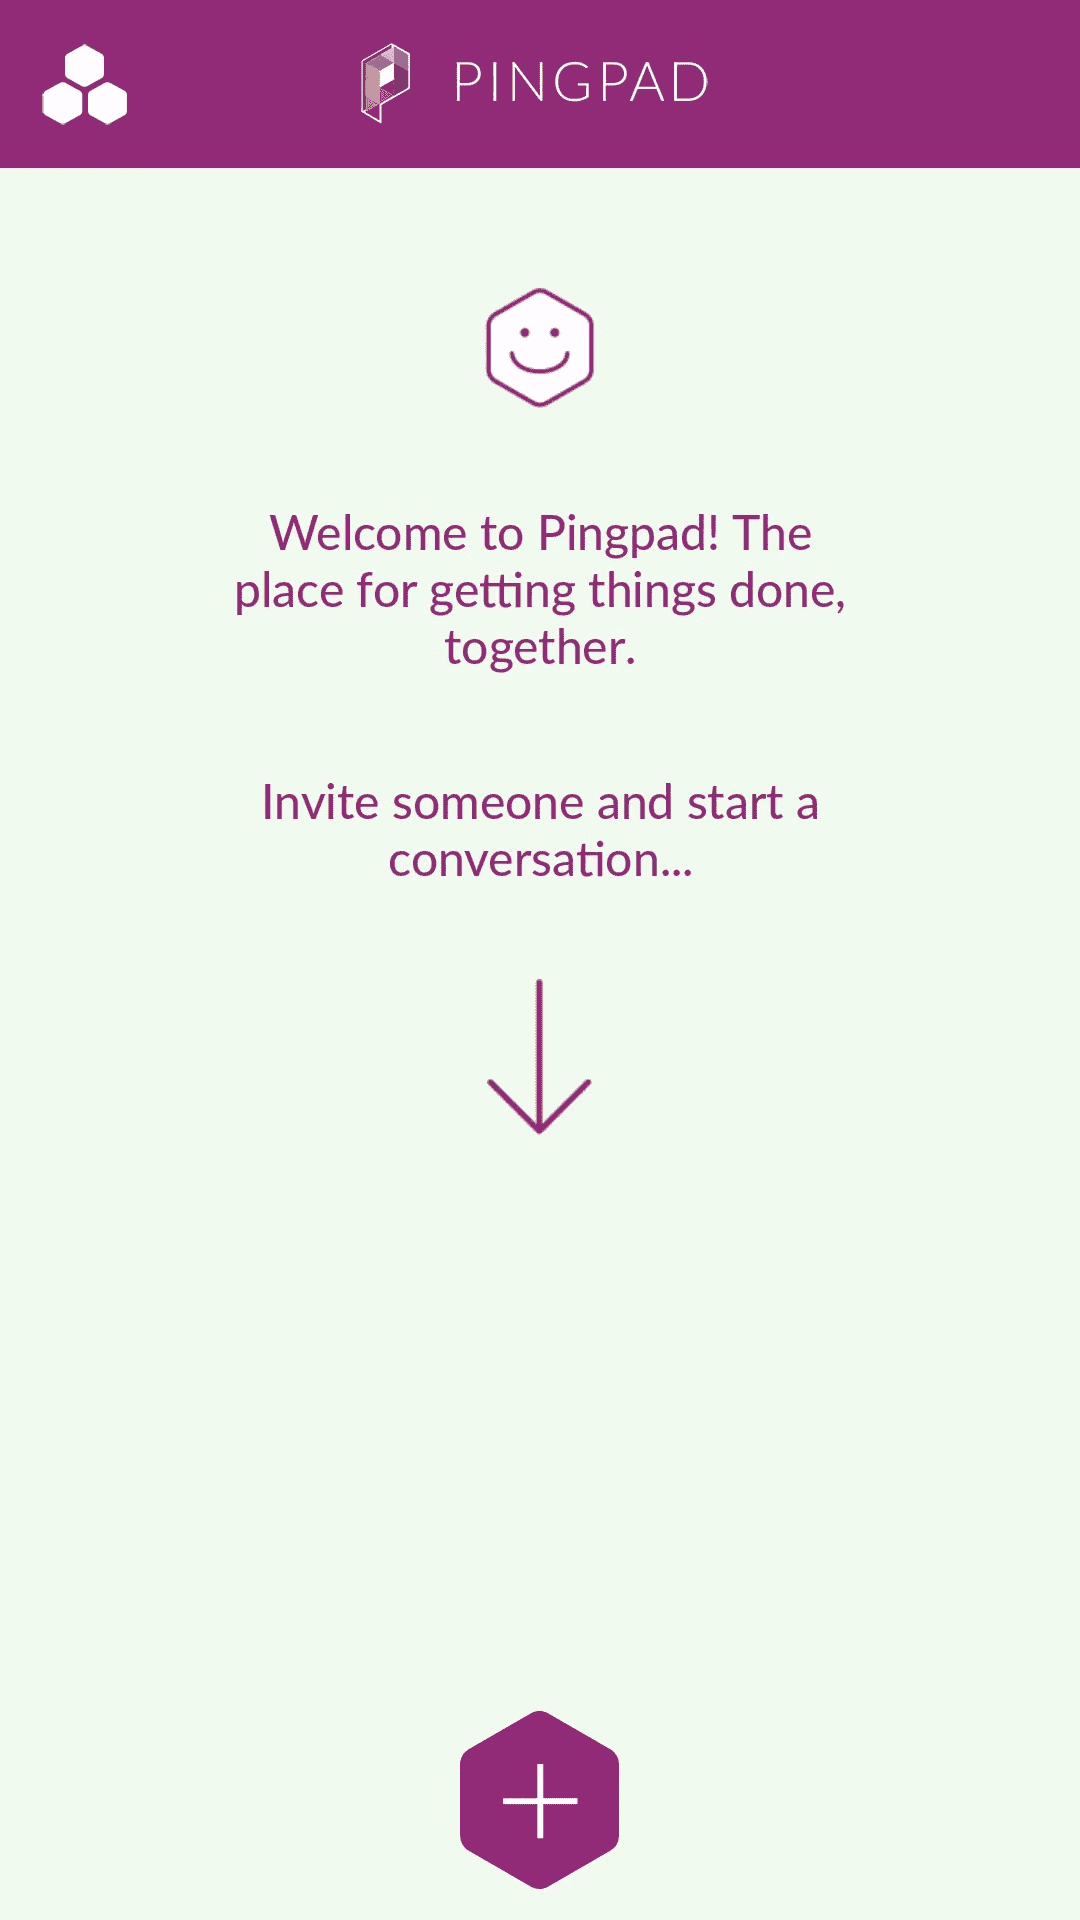 PINGPAD
Welcome to Pingpad! The
place for getting things done,
together.
Invite someone and start a
conversation...